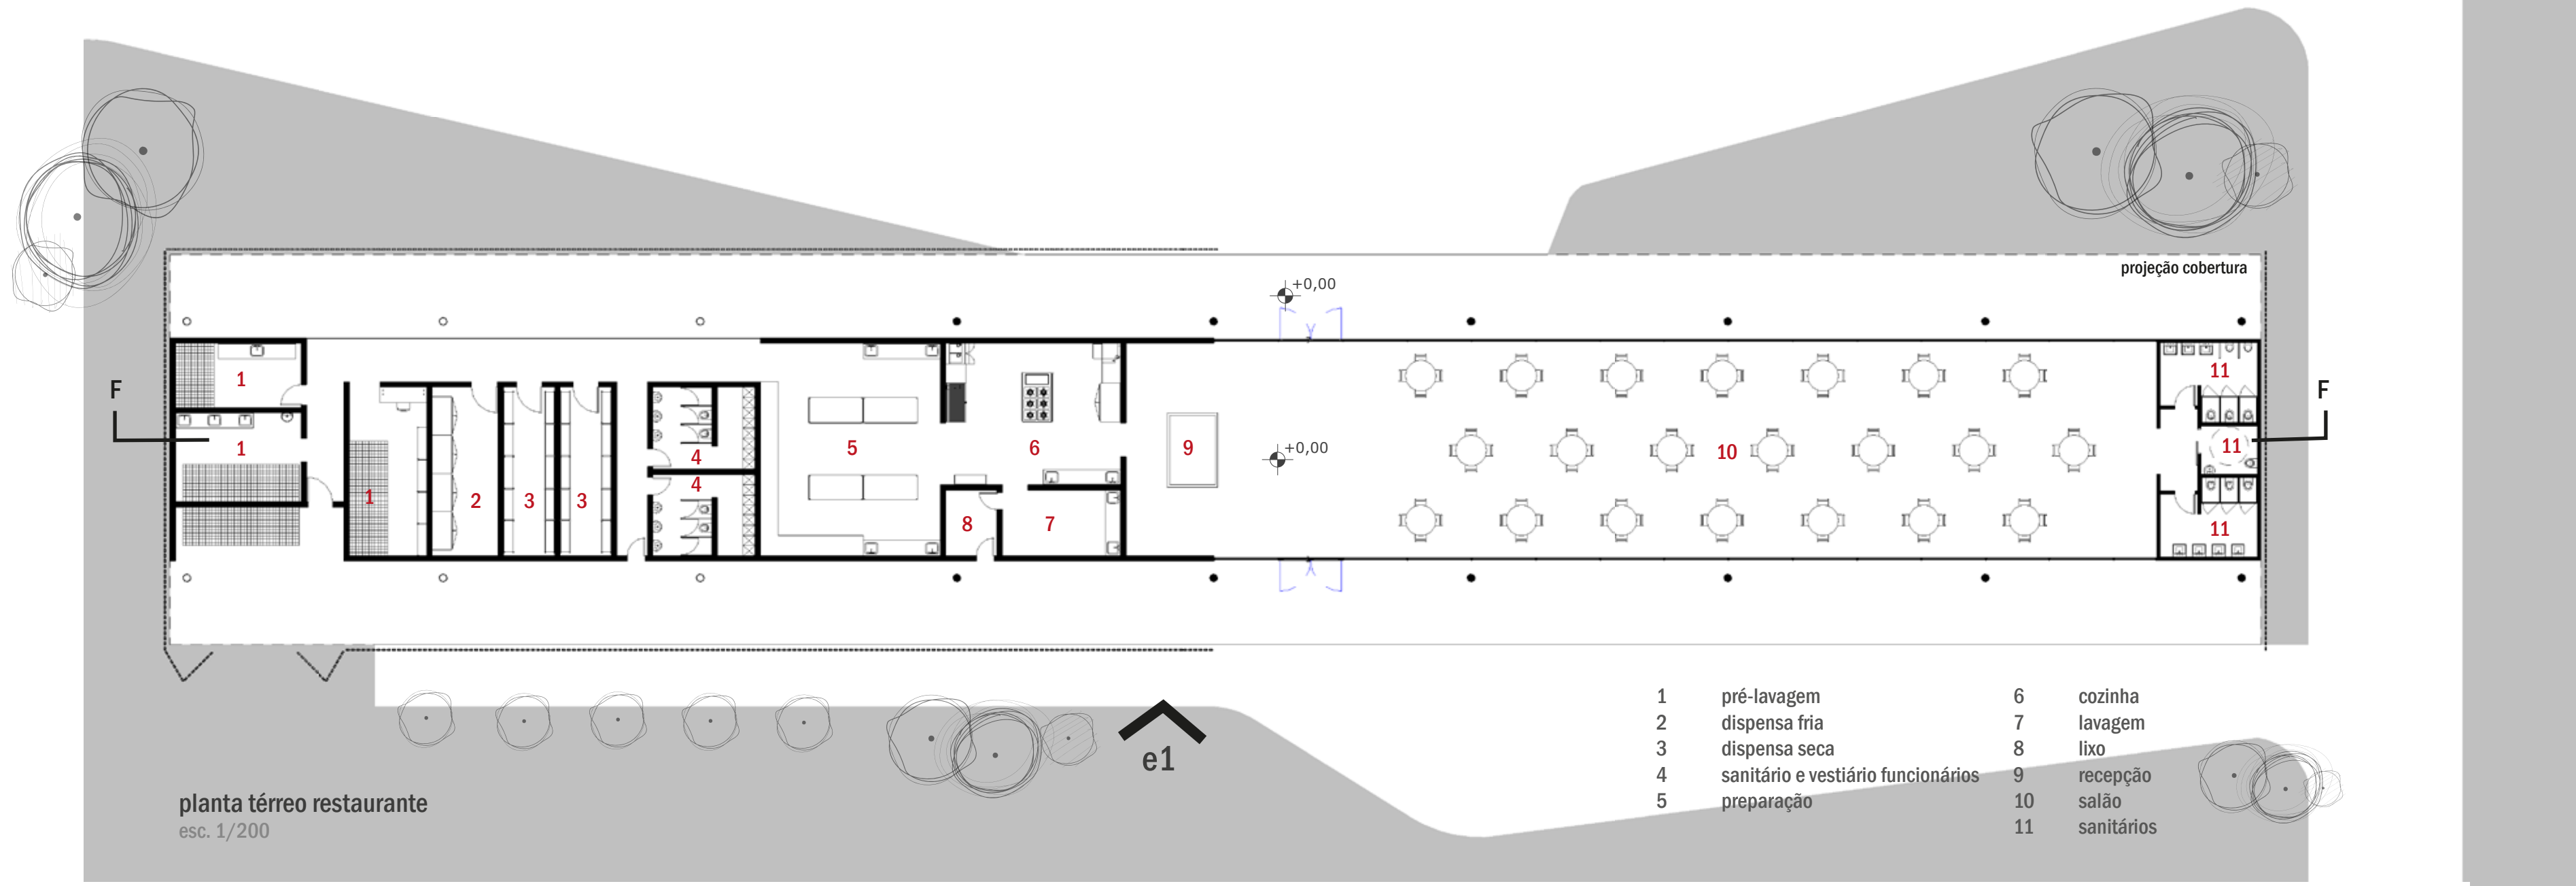 projeção cobertura
+0,00
F
F
1
11
1
5
6
9
+0,00
10
11
4
4
1
2
3
3
8
7
11
e1
planta térreo restaurante
esc. 1/200
1 pré-lavagem
2 dispensa fria
3 dispensa seca
4 sanitário e vestiário funcionários
5 preparação
6 cozinha
7 lavagem
8 lixo
9 recepção
10 salão
11 sanitários